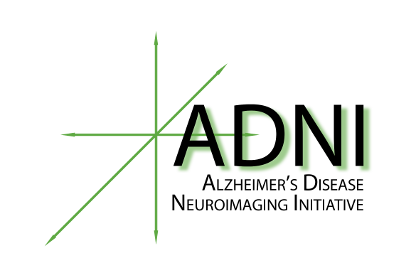 ADNI
Alzheimer's Disease
Neuroimaging Initiative